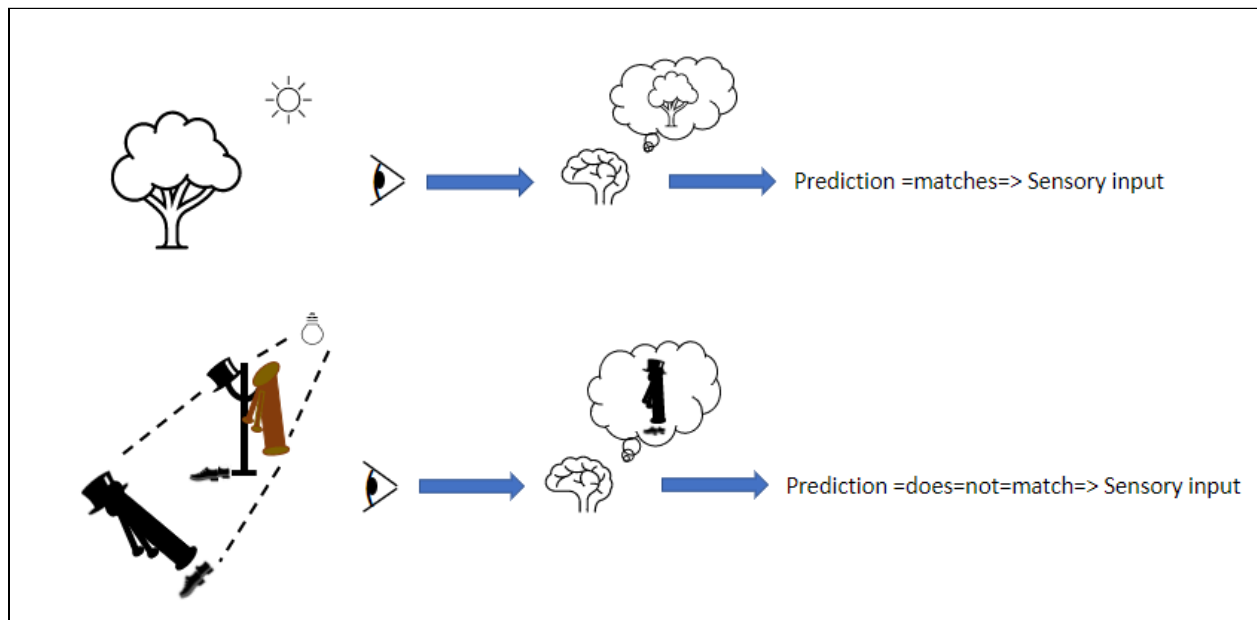 Prediction =matches=> Sensory input
Prediction =does=not=match=> Sensory input